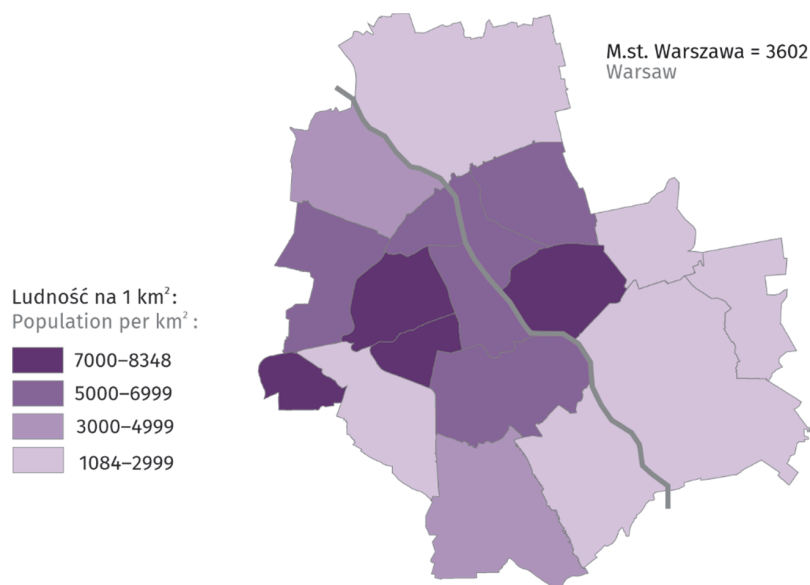 M.st. Warszawa = 3602
Warsaw
Ludność na 1 km²:
Population per km²:
7000–8348
5000–6999
3000–4999
1084–2999